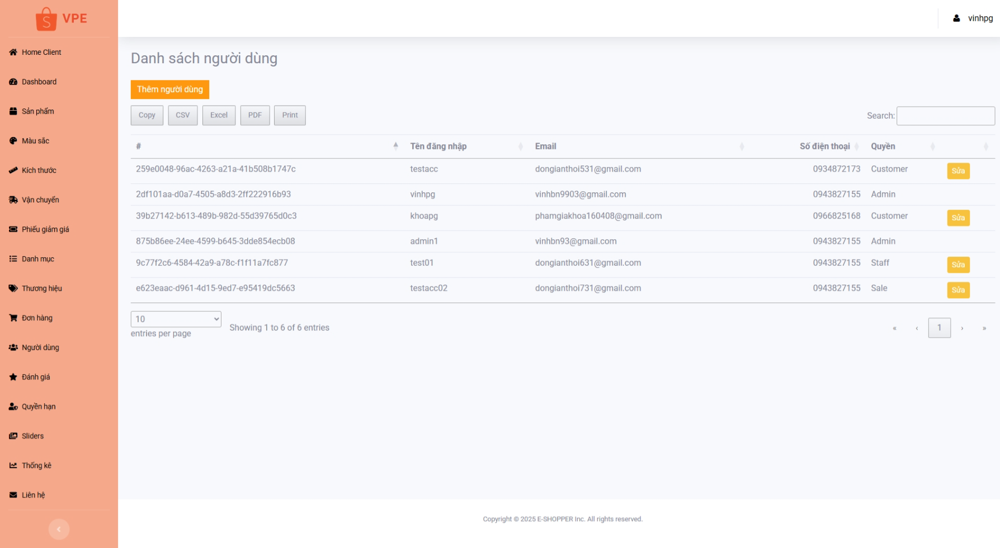 S VPE
vinhpg
Home Client
Dashboard
Sản phẩm
Màu sắc
Kích thước
Vận chuyển
Phiếu giảm giá
Danh mục
Thương hiệu
Đơn hàng
Người dùng
Đánh giá
Quyền hạn
Sliders
Thống kê
Liên hệ
Danh sách người dùng
Thêm người dùng
Copy CSV Excel PDF Print Search:
# Tên đăng nhập Email Số điện thoại Quyền
259e0048-96ac-4263-a21a-41b508b1747c testacc dongianthoi531@gmail.com 0934872173 Customer Sửa
2df101aa-d0a7-4505-a8d3-2ff222916b93 vinhpg vinhbn9903@gmail.com 0943827155 Admin
39b27142-b613-489b-982d-55d39765d0c3 khoapg phamgiakhoa160408@gmail.com 0966825168 Customer Sửa
875b86ee-24ee-4599-b645-3dde854ecb08 admin1 vinhbn93@gmail.com 0943827155 Admin
9c77f2c6-4584-42a9-a78c-f1f11a7fc877 test01 dongianthoi631@gmail.com 0943827155 Staff Sửa
e623eaac-d961-4d15-9ed7-e95419dc5663 testacc02 dongianthoi731@gmail.com 0943827155 Sale Sửa
10
entries per page
Showing 1 to 6 of 6 entries
« ‹ 1 › »
Copyright © 2025 E-SHOPPER Inc. All rights reserved.